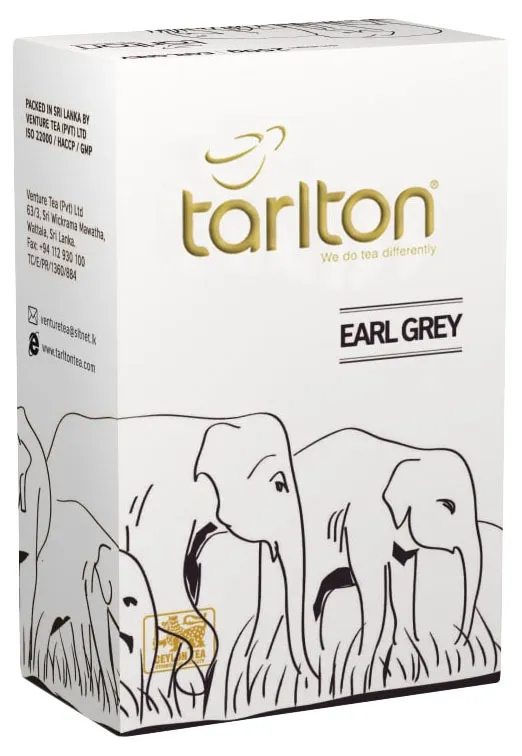 tarlton®
We do tea differently
EARL GREY
PACKED IN SRI LANKA BY
VENTURE TEA (PVT) LTD
ISO 22000 / HACCP / GMP
Venture Tea (Pvt) Ltd
63/3, Sri Wickrama Mawatha,
Wattala, Sri Lanka.
Fax: +94 112 930 100
TC/E/PR/1360/884
venturetea@sltnet.lk
www.tarltontea.com
CEYLON TEA